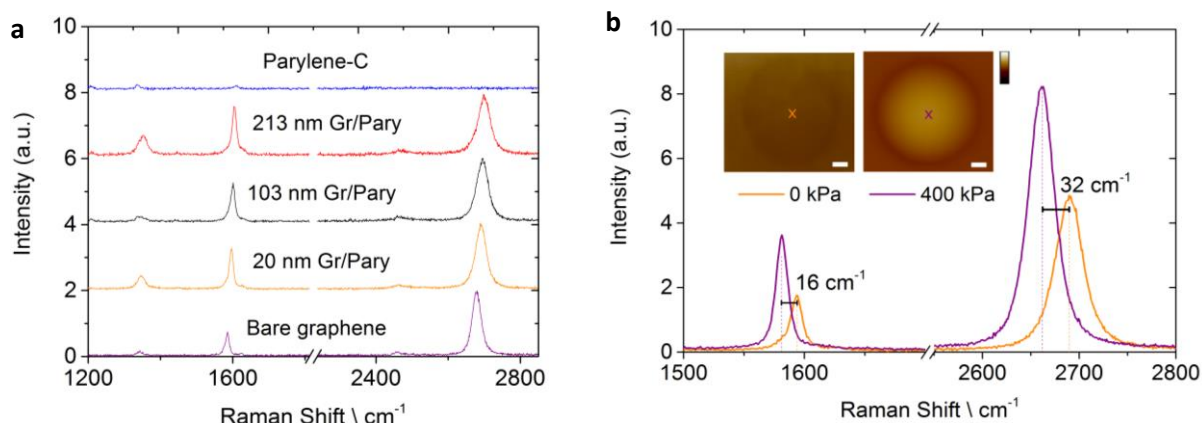 a
10
8
6
4
2
0
Intensity (a.u.)
Parylene-C
213 nm Gr/Pary
103 nm Gr/Pary
20 nm Gr/Pary
Bare graphene
1200 1600 2400 2800
Raman Shift \ cm-1
b
10
8
6
4
2
0
Intensity (a.u.)
0 kPa 400 kPa
32 cm-1
16 cm-1
1500 1600 2600 2700 2800
Raman Shift \ cm-1